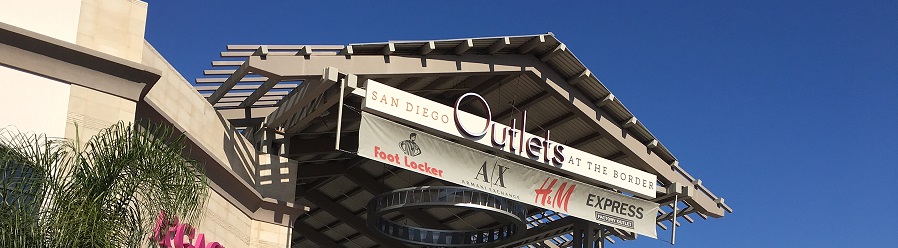 SAN DIEGO Outlets AT THE BORDER
Foot Locker
A|X
ARMANI EXCHANGE
H&M
EXPRESS